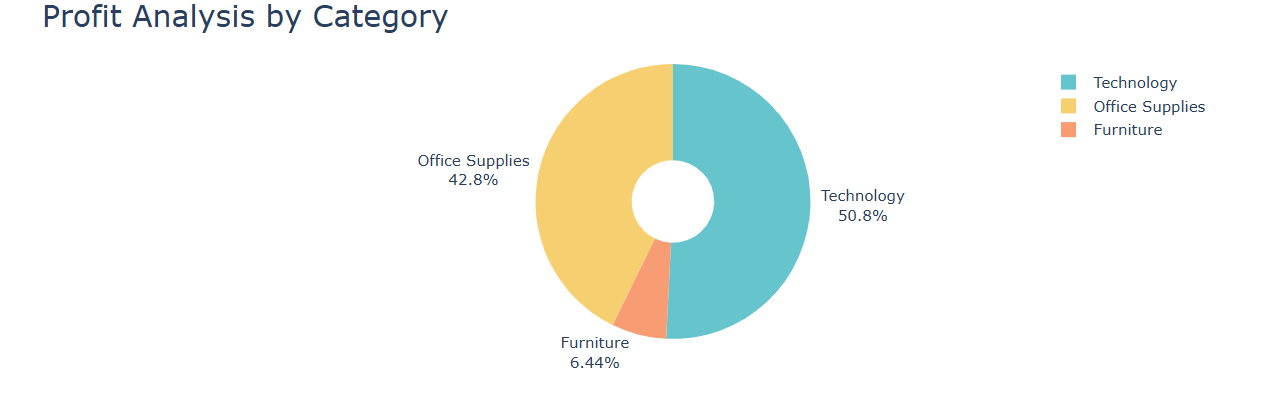 Profit Analysis by Category
Technology
Office Supplies
Furniture
Office Supplies
42.8%
Technology
50.8%
Furniture
6.44%